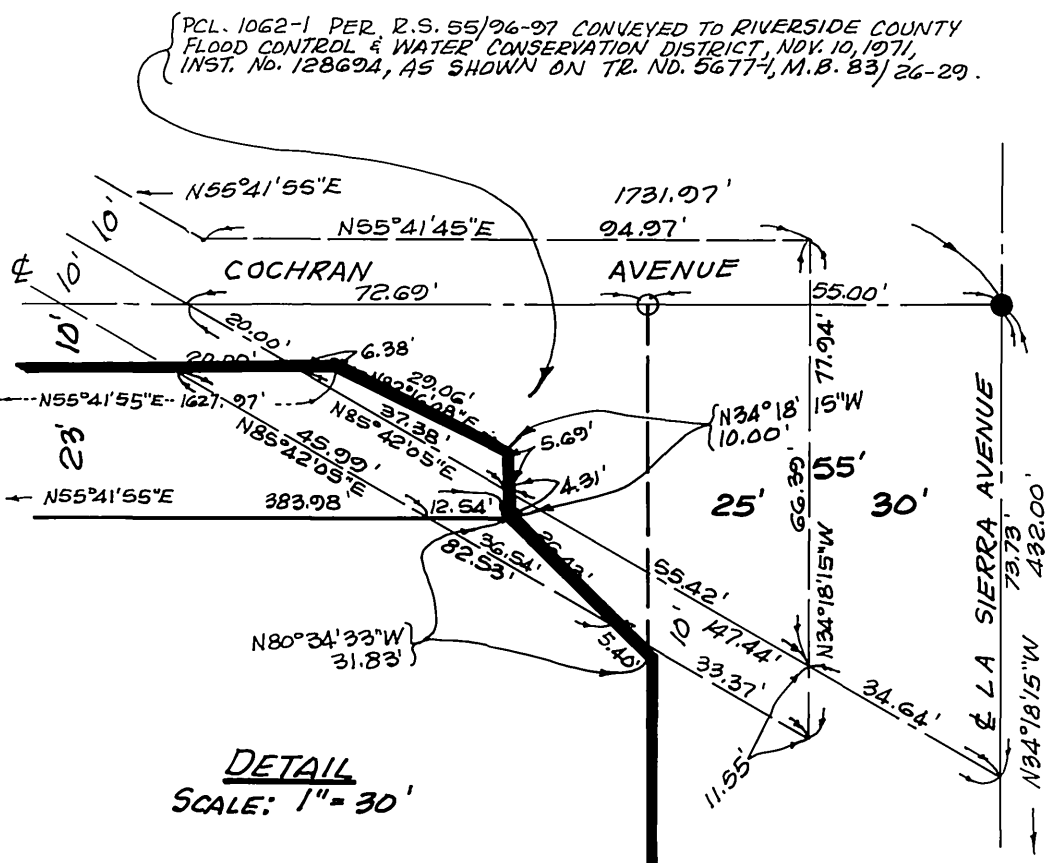 PCL. 1062-1 PER. R.S. 55/96-97 CONVEYED TO RIVERSIDE COUNTY
FLOOD CONTROL & WATER CONSERVATION DISTRICT, NOV. 10, 1971,
INST. NO. 128694, AS SHOWN ON TR. NO. 5677-1, M.B. 83/26-29.
N55°41'55"E
1731.97'
10'
N55°41'45"E
94.97'
℄
10'
COCHRAN
AVENUE
72.69'
55.00'
10'
20.00'
6.38'
20.00'
29.06'
77.94'
N55°41'55"E
1627.97'
37.38'
N85°42'05"E
N34°18'15"W
10.00'
5.69'
23'
45.99'
N85°42'05"E
4.31'
66.39'
55'
N55°41'55"E
383.98
12.54'
25'
30'
36.54'
82.53'
N34°18'15"W
℄ LA SIERRA AVENUE
73.73'
432.00'
55.42'
N80°34'33"W
31.83'
5.40'
10'
147.44'
33.37'
34.64'
N34°18'15"W
11.55'
DETAIL
SCALE: 1"=30'